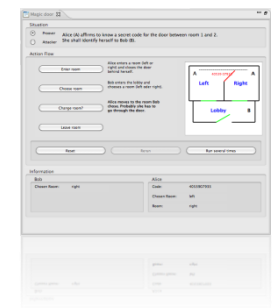 Magic door
Situation
Prover
Attacker
Alice (A) affirms to know a secret code for the door between room 1 and 2.
She shall identify herself to Bob (B).
Action Flow
Enter room
Alice enters a room (left or
right) and closes the door
behind herself.
Choose room
Bob enters the lobby and
chooses a room (left or right).
Change room?
Alice moves to the room Bob
chose. Probably she has to
go through the door.
Leave room
A
A
Left
Right
Lobby
B
Reset
Run several times
Information
Bob
Chosen Room:
right
Alice
Code:
Chosen Room:
left
Room:
right